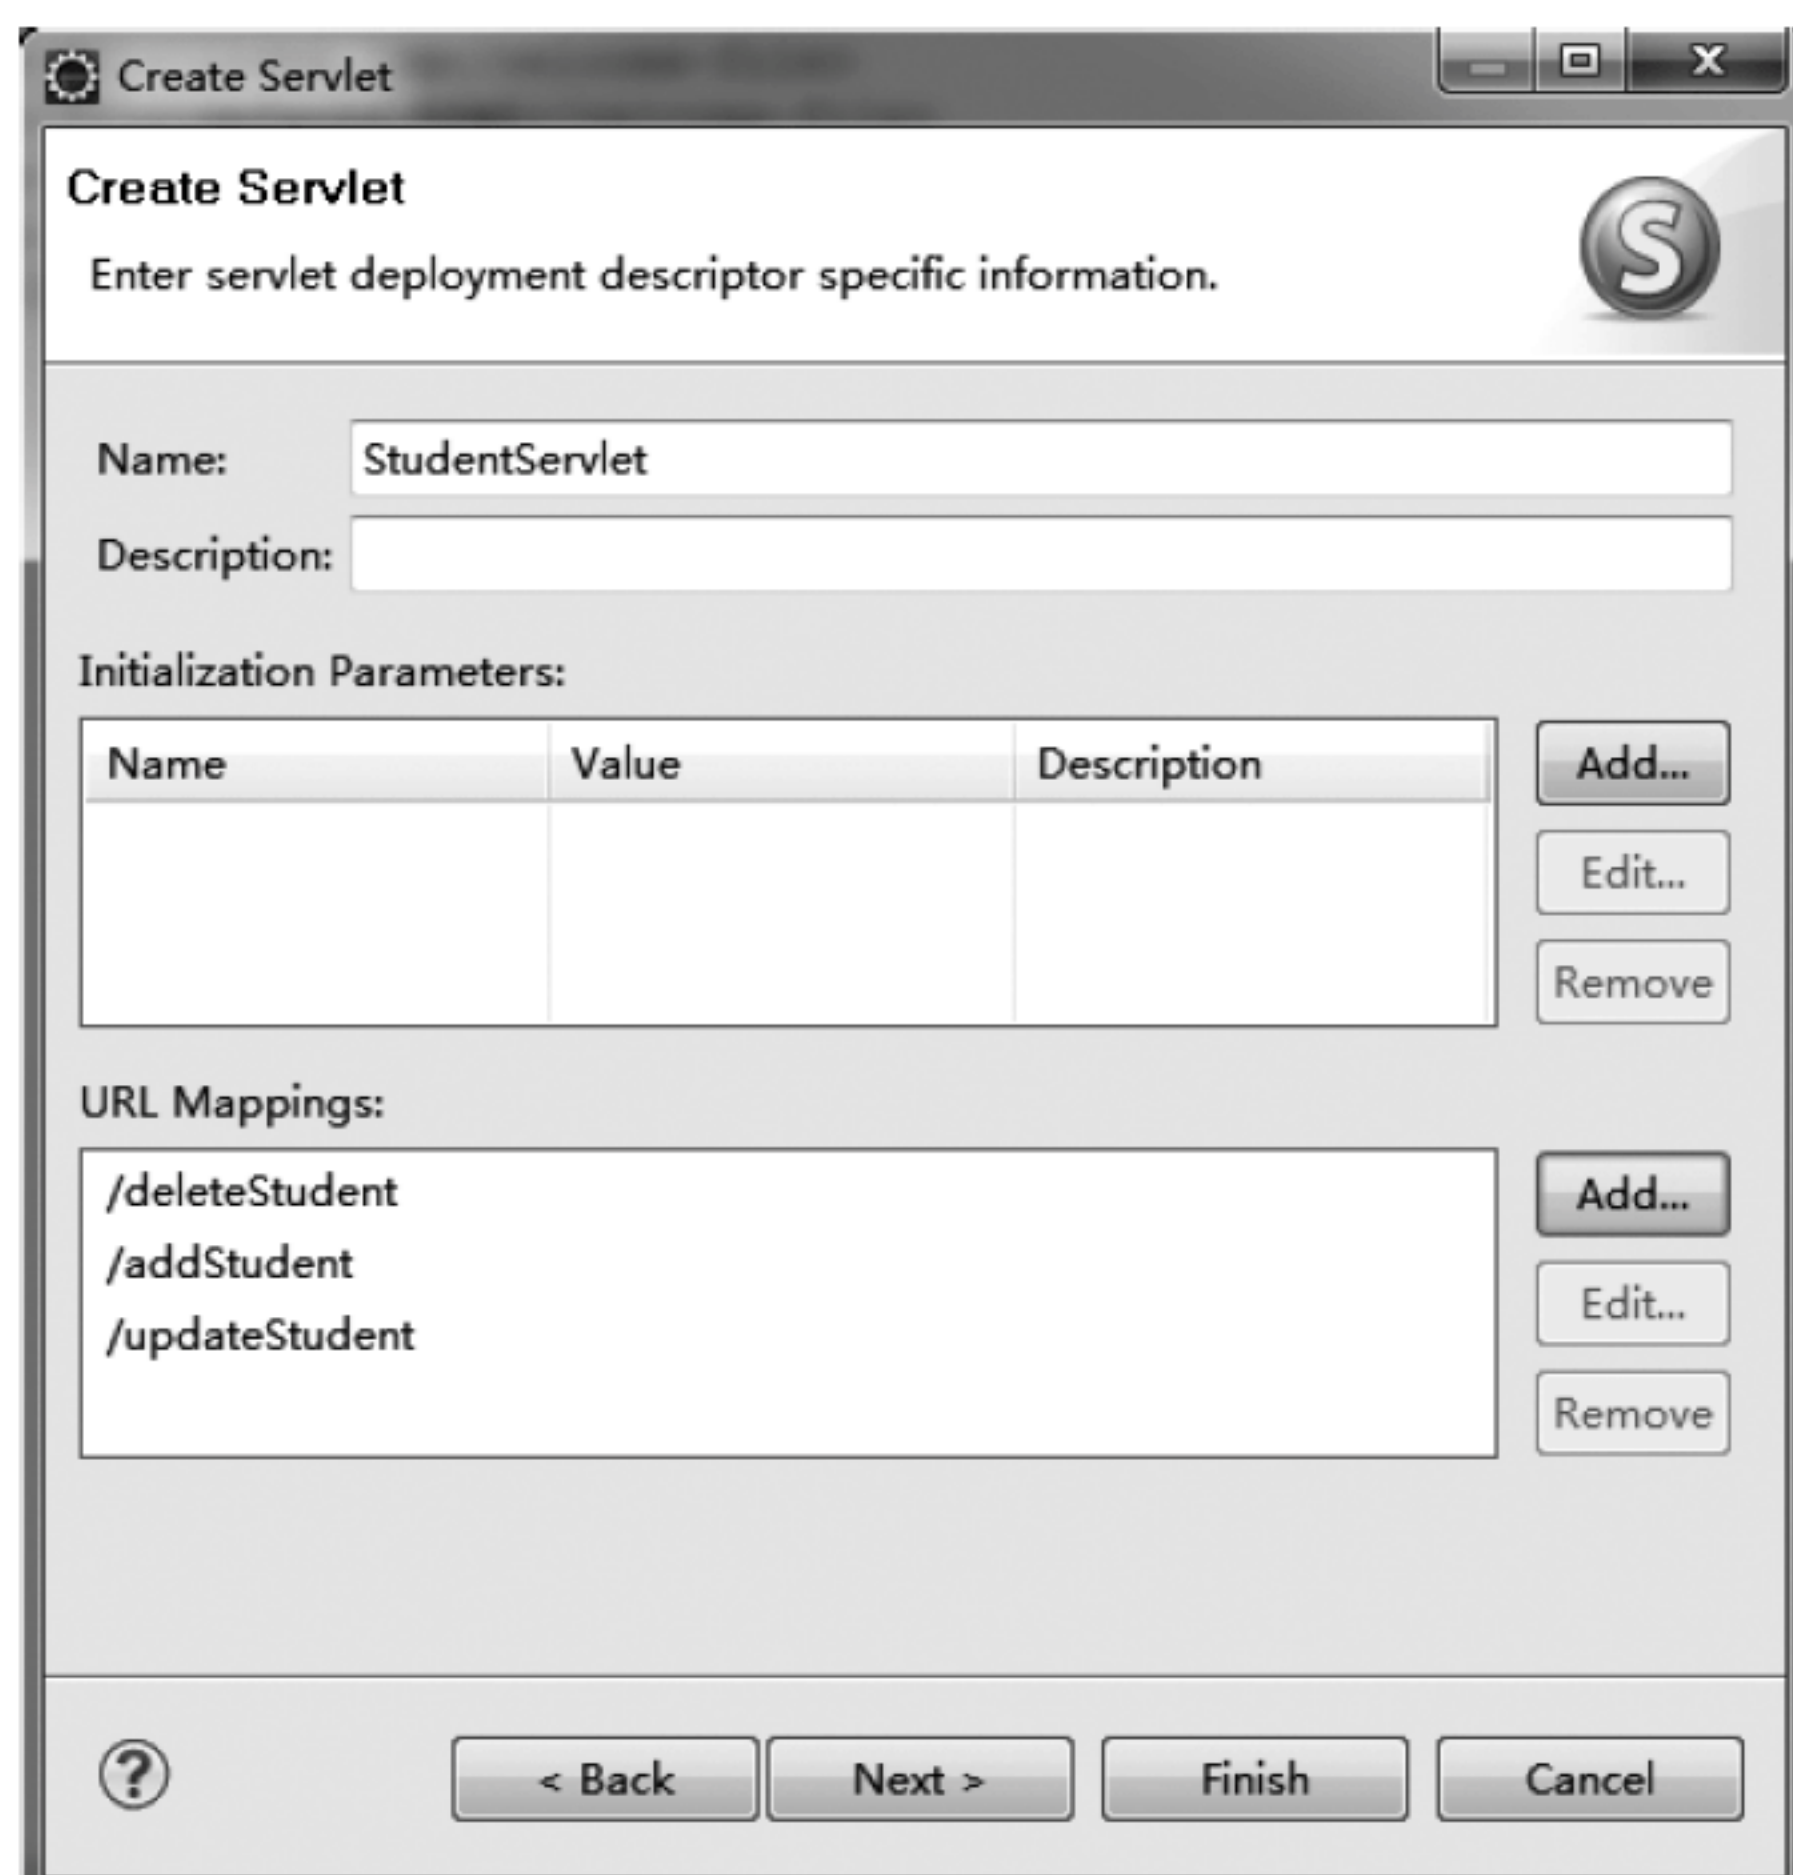 Create Servlet
Create Servlet
Enter servlet deployment descriptor specific information.
S
Name: StudentServlet
Description:
Initialization Parameters:
Name Value Description Add...
Edit...
Remove
URL Mappings:
/deleteStudent Add...
/addStudent
Edit...
/updateStudent
Remove
? < Back Next > Finish Cancel